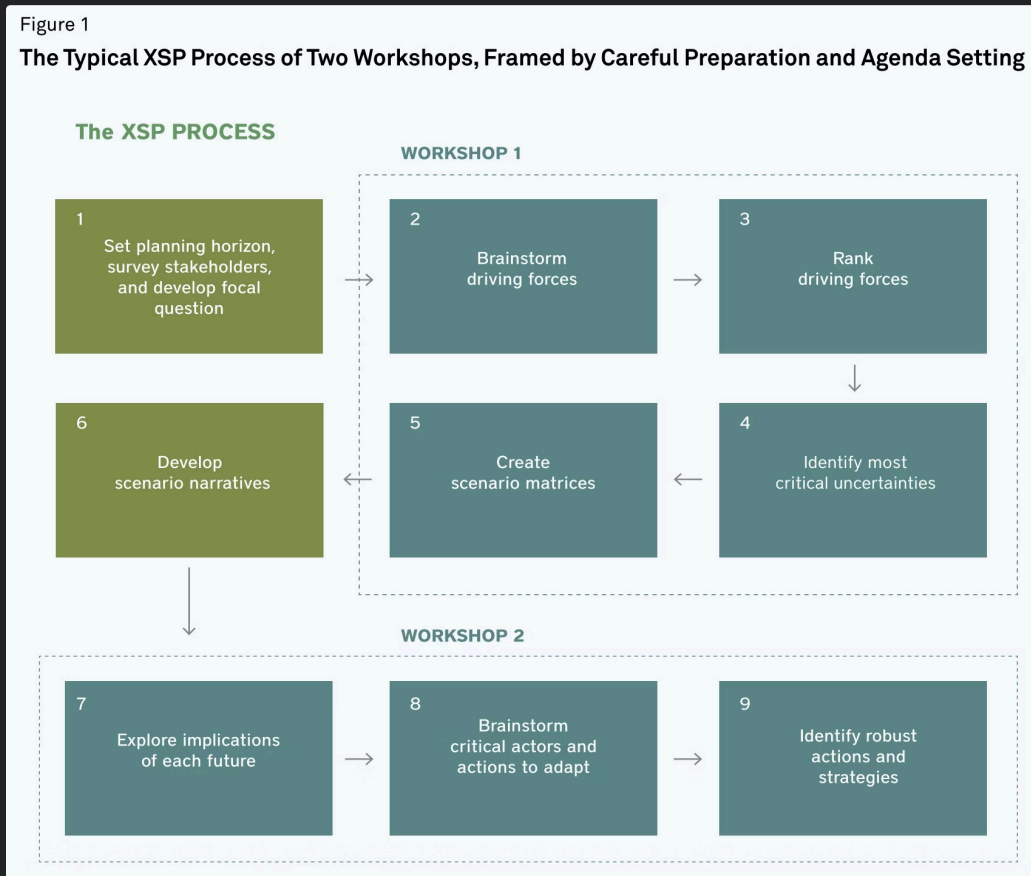 Figure 1
The Typical XSP Process of Two Workshops, Framed by Careful Preparation and Agenda Setting
The XSP PROCESS
WORKSHOP 1
1
Set planning horizon,
survey stakeholders,
and develop focal
question
2
Brainstorm
driving forces
3
Rank
driving forces
4
Identify most
critical uncertainties
5
Create
scenario matrices
6
Develop
scenario narratives
WORKSHOP 2
7
Explore implications
of each future
8
Brainstorm
critical actors and
actions to adapt
9
Identify robust
actions and
strategies